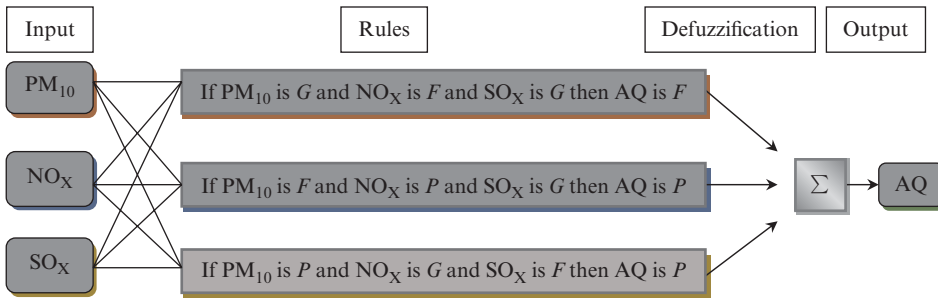 Input
Rules
Defuzzification
Output
PM₁₀
If PM₁₀ is G and NOₓ is F and SOₓ is G then AQ is F
NOₓ
If PM₁₀ is F and NOₓ is P and SOₓ is G then AQ is P
Σ
AQ
SOₓ
If PM₁₀ is P and NOₓ is G and SOₓ is F then AQ is P